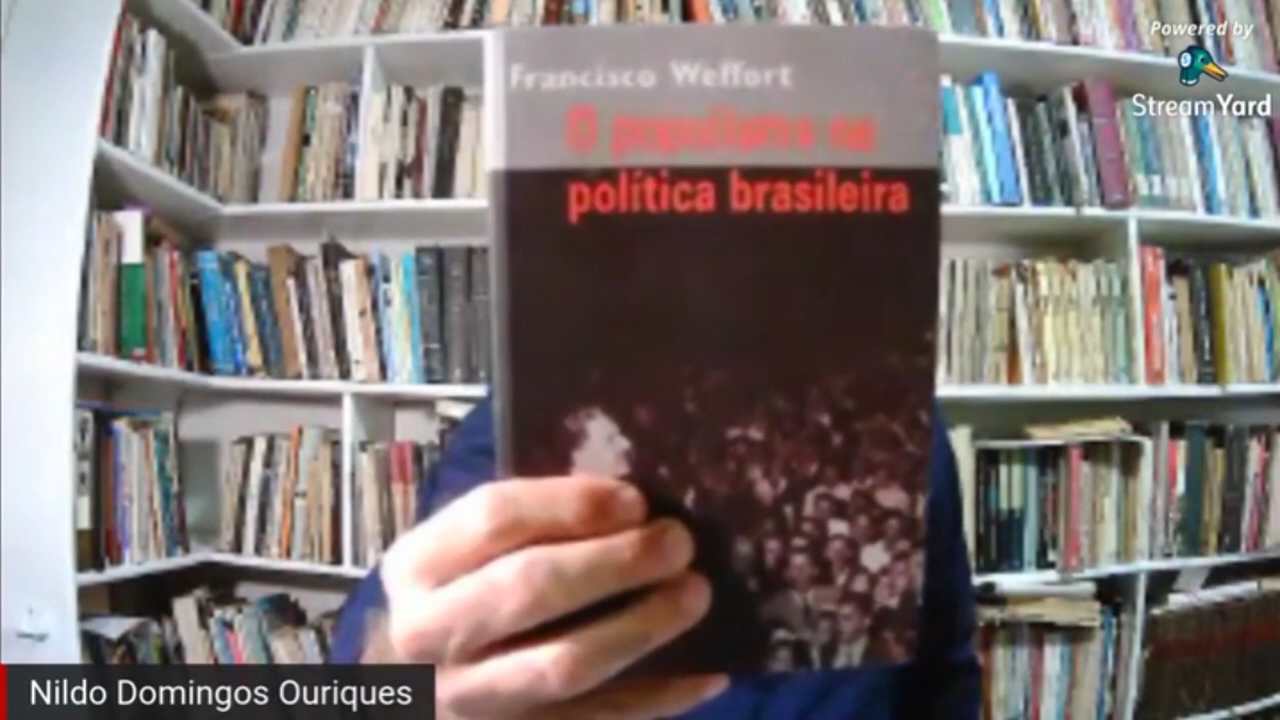 Powered by
StreamYard
Francisco Weffort
O populismo na
política brasileira
Nildo Domingos Ouriques